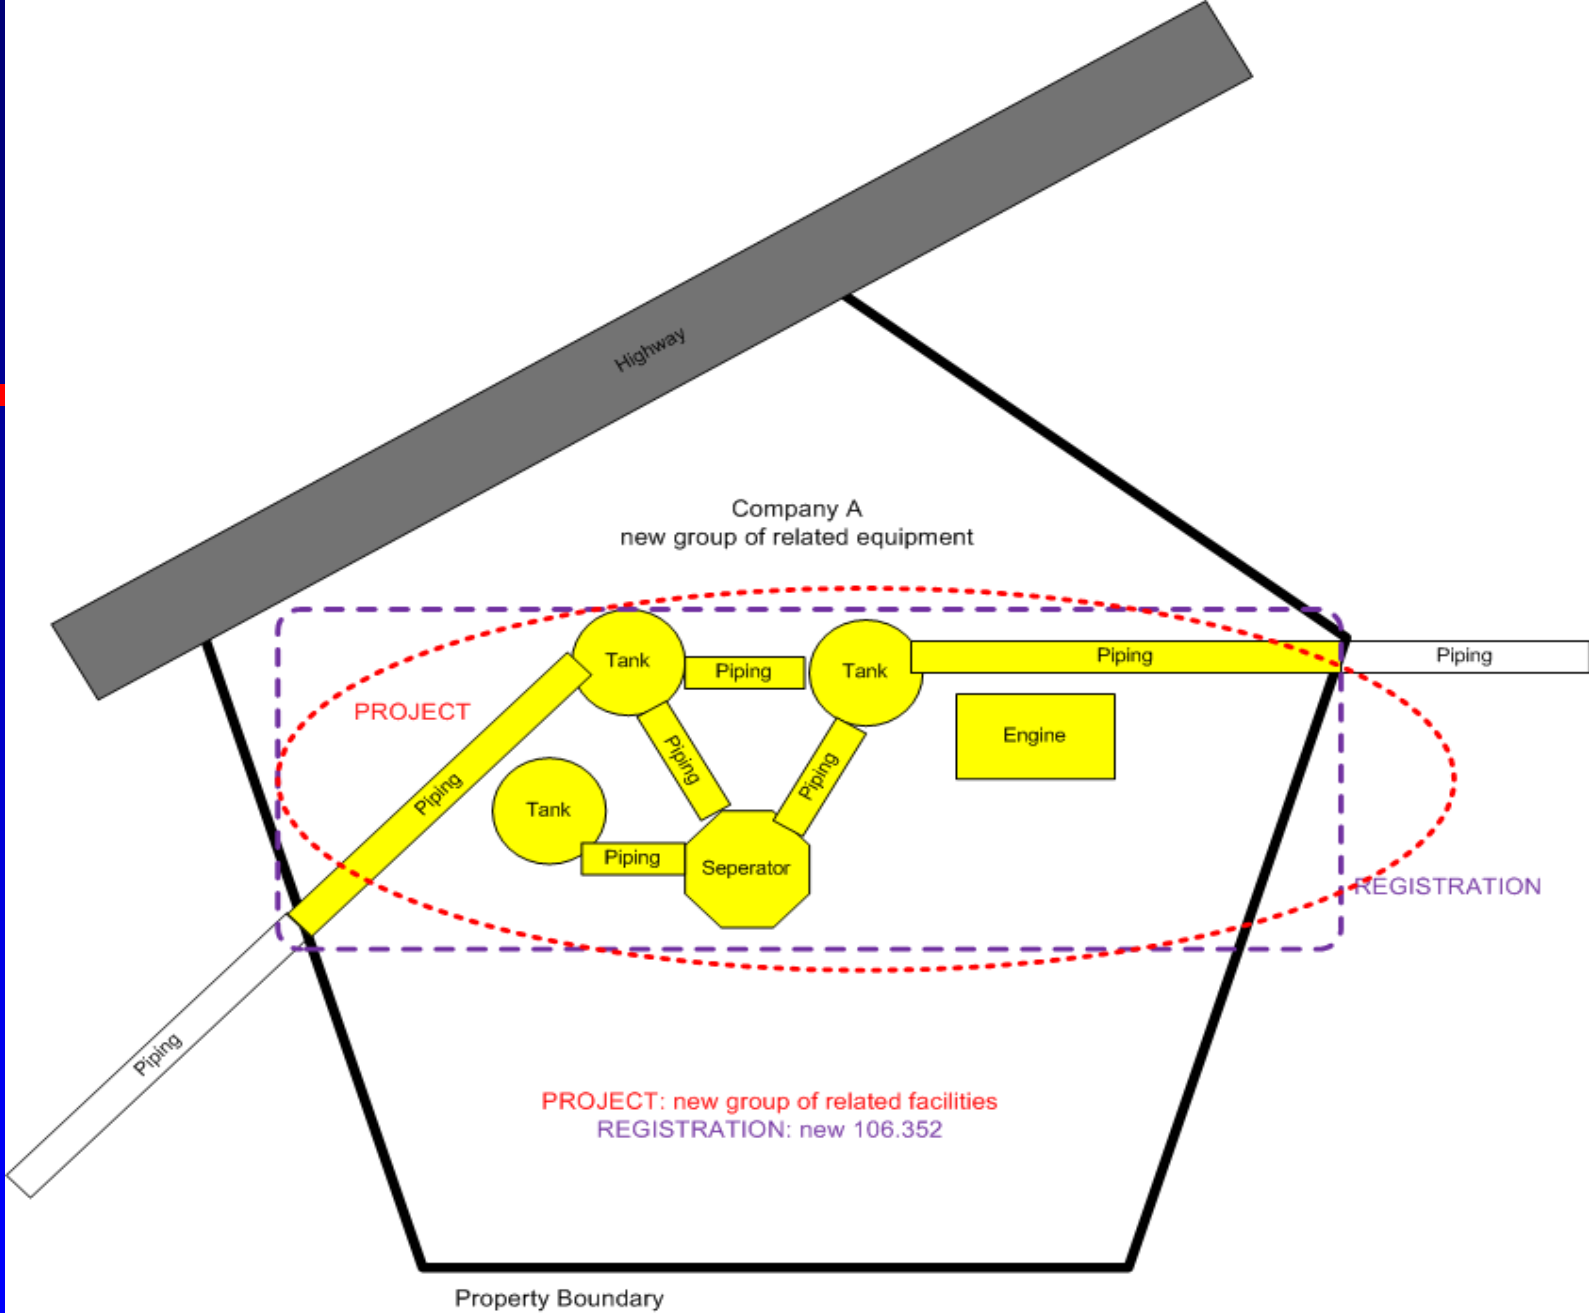 Highway
Company A
new group of related equipment
Tank
Piping
Tank
Piping
Piping
PROJECT
Piping
Piping
Engine
Piping
Tank
Piping
Seperator
REGISTRATION
Piping
PROJECT: new group of related facilities
REGISTRATION: new 106.352
Property Boundary